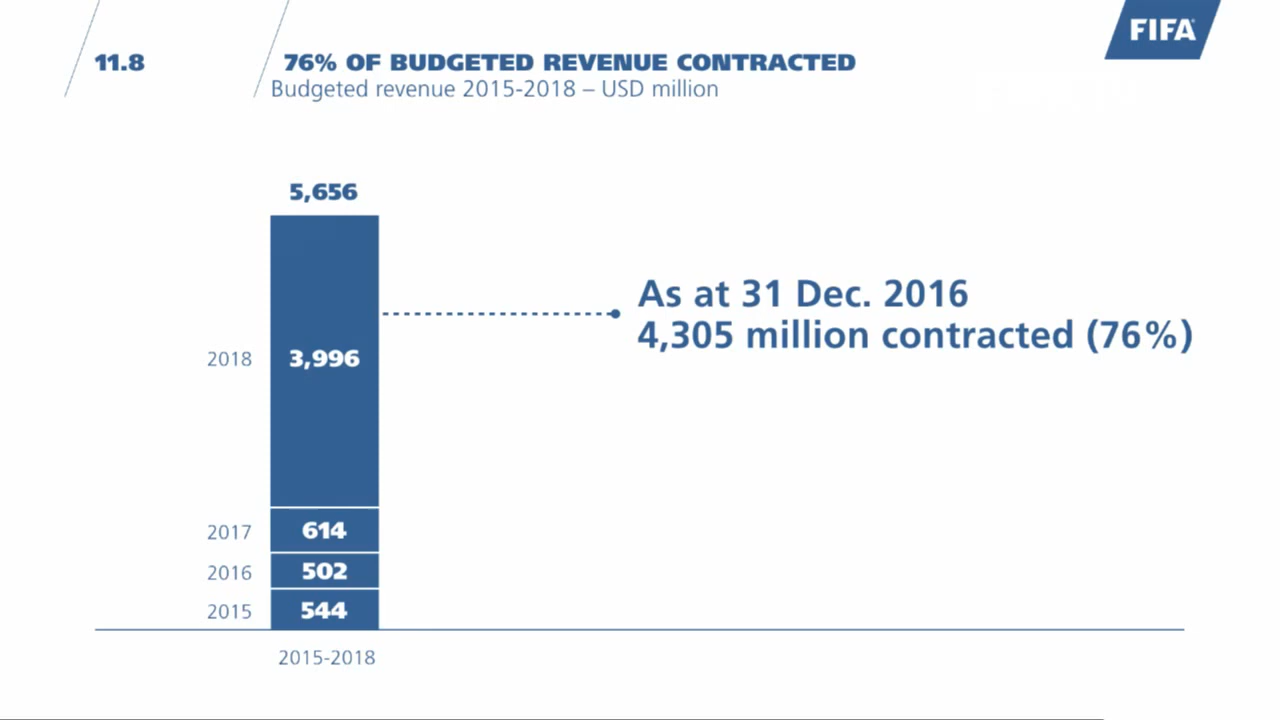 FIFA
11.8
76% OF BUDGETED REVENUE CONTRACTED
Budgeted revenue 2015-2018 – USD million
5,656
As at 31 Dec. 2016
4,305 million contracted (76%)
2018 3,996
2017 614
2016 502
2015 544
2015-2018